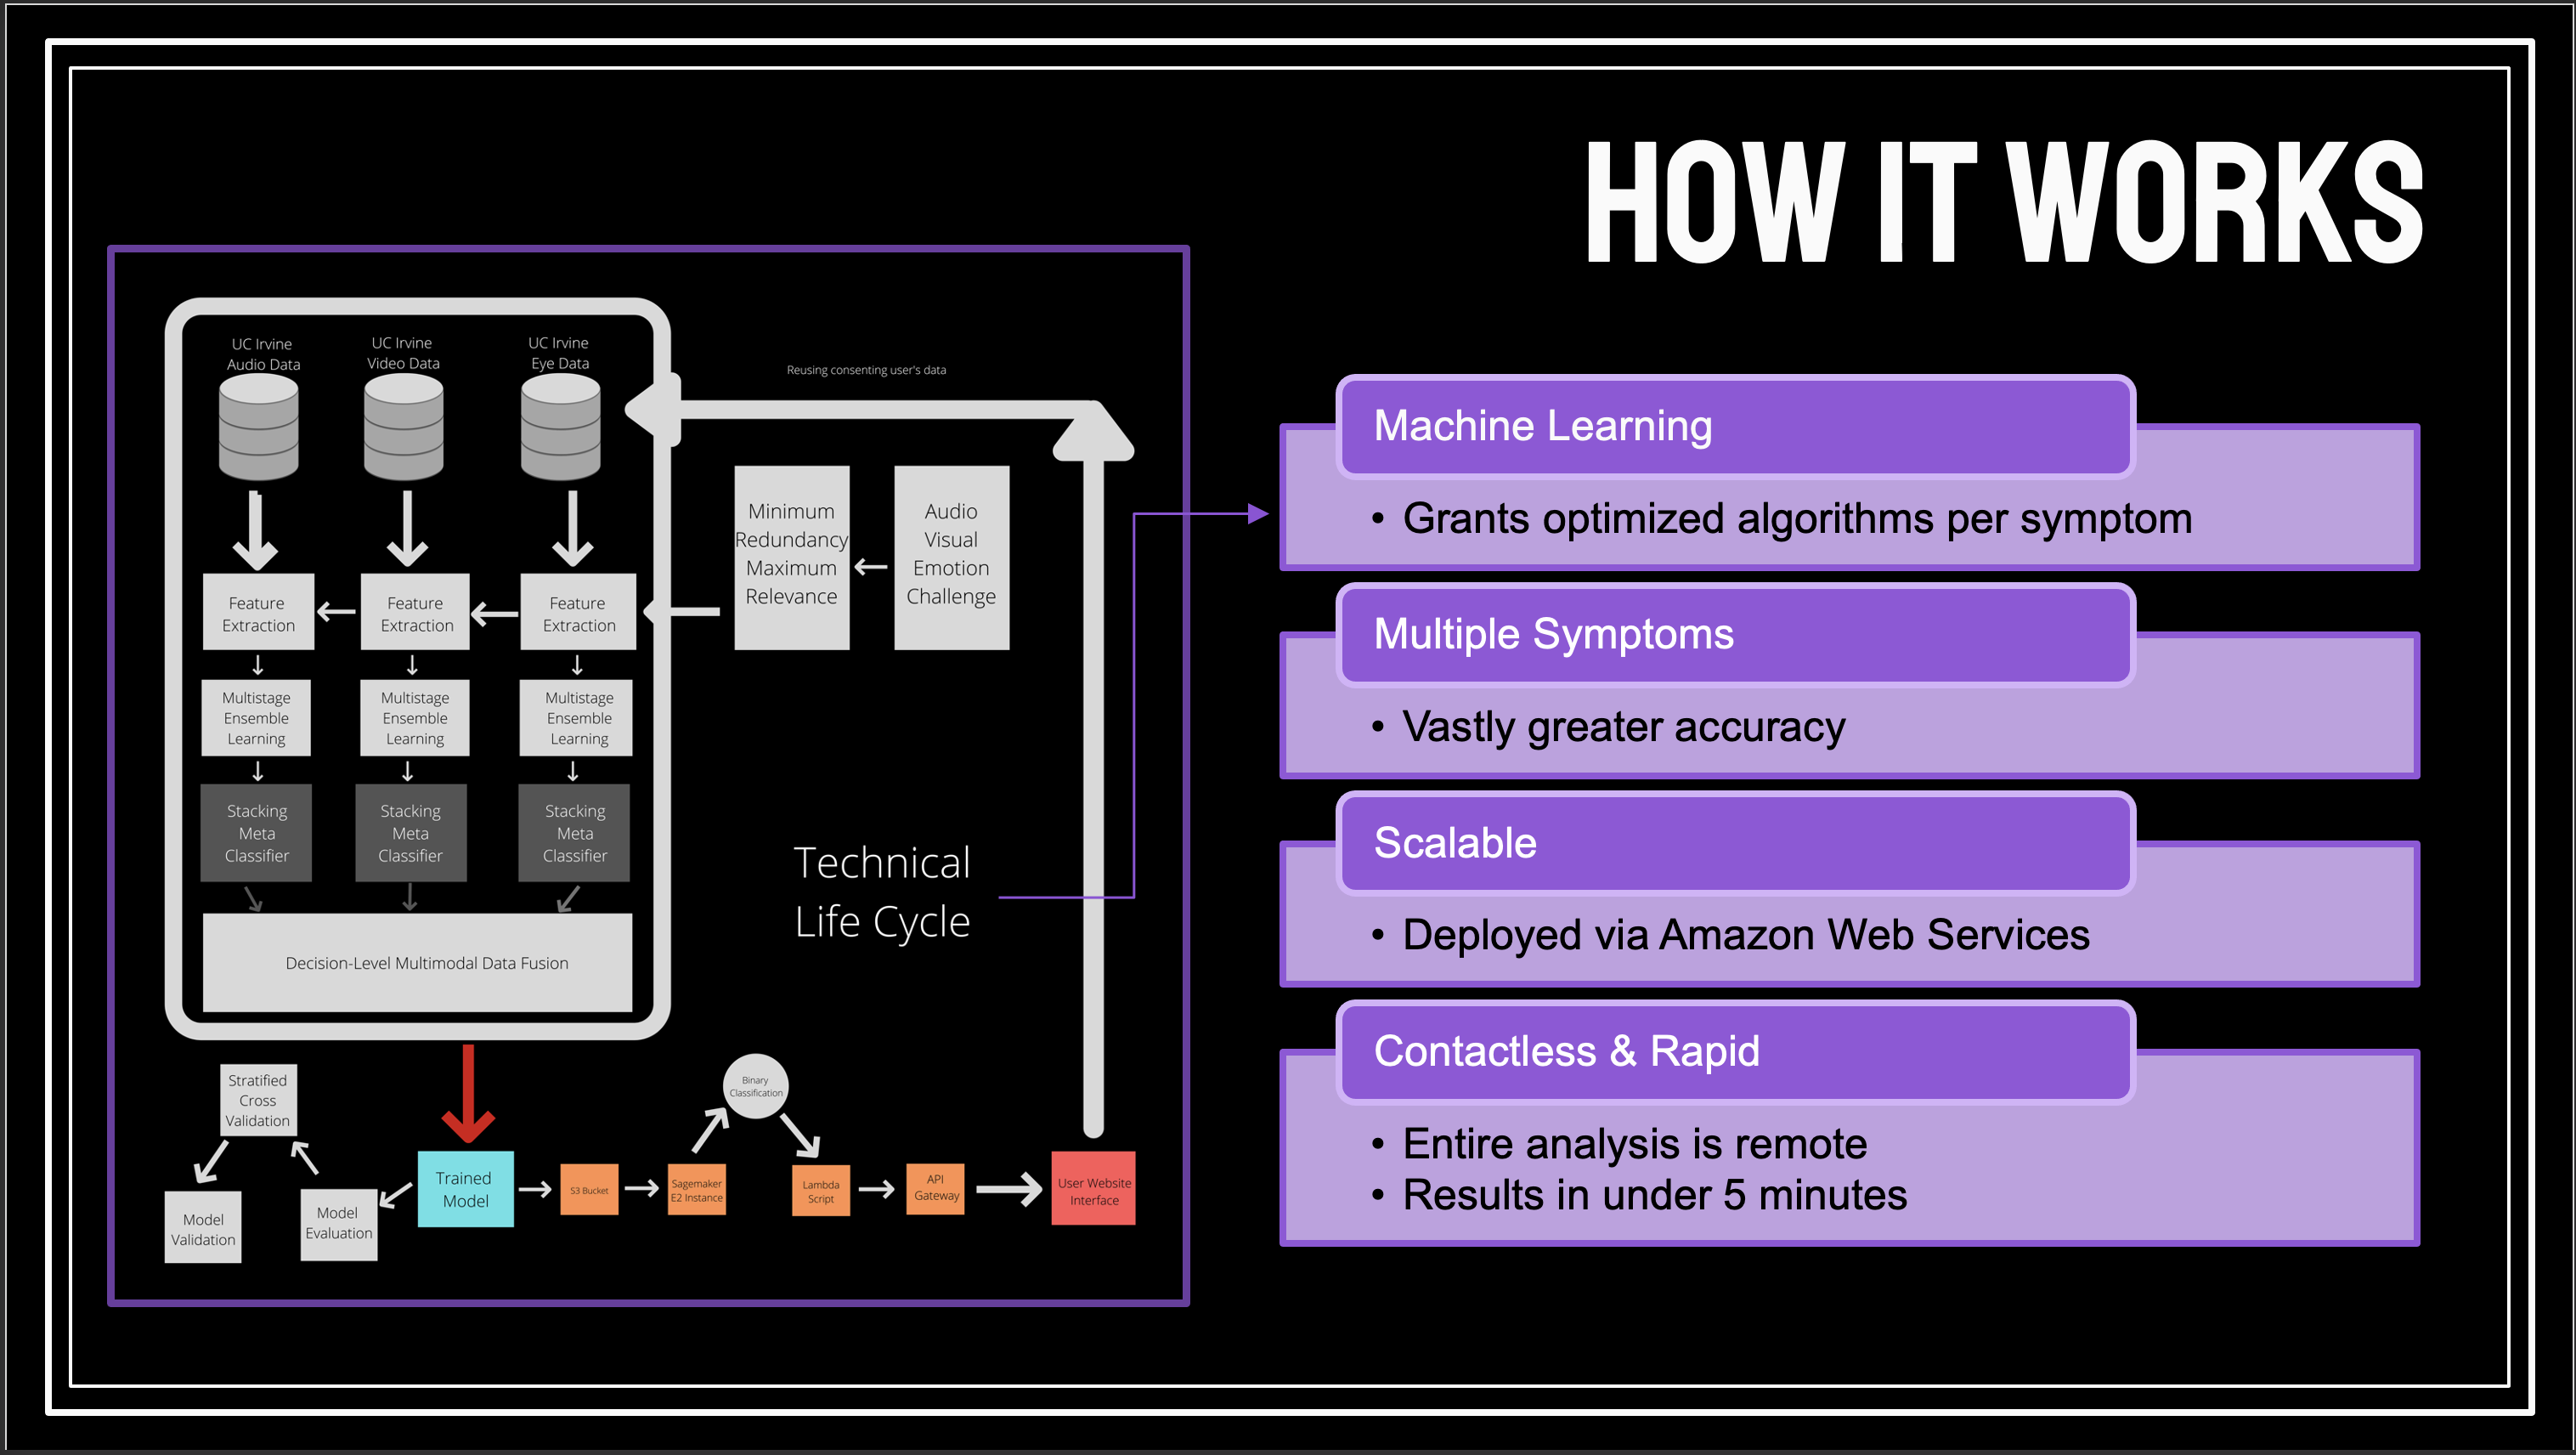 HOW IT WORKS
UC Irvine
Audio Data
UC Irvine
Video Data
UC Irvine
Eye Data
Reusing consenting user's data
Minimum
Redundancy
Maximum
Relevance
Audio
Visual
Emotion
Challenge
Feature
Extraction
Feature
Extraction
Feature
Extraction
Multistage
Ensemble
Learning
Multistage
Ensemble
Learning
Multistage
Ensemble
Learning
Stacking
Meta
Classifier
Stacking
Meta
Classifier
Stacking
Meta
Classifier
Decision-Level Multimodal Data Fusion
Technical
Life Cycle
Stratified
Cross
Validation
Model
Validation
Model
Evaluation
Trained
Model
S3 Bucket
Sagemaker
E2 Instance
Binary
Classification
Lambda
Script
API
Gateway
User Website
Interface
Machine Learning
• Grants optimized algorithms per symptom
Multiple Symptoms
• Vastly greater accuracy
Scalable
• Deployed via Amazon Web Services
Contactless & Rapid
• Entire analysis is remote
• Results in under 5 minutes